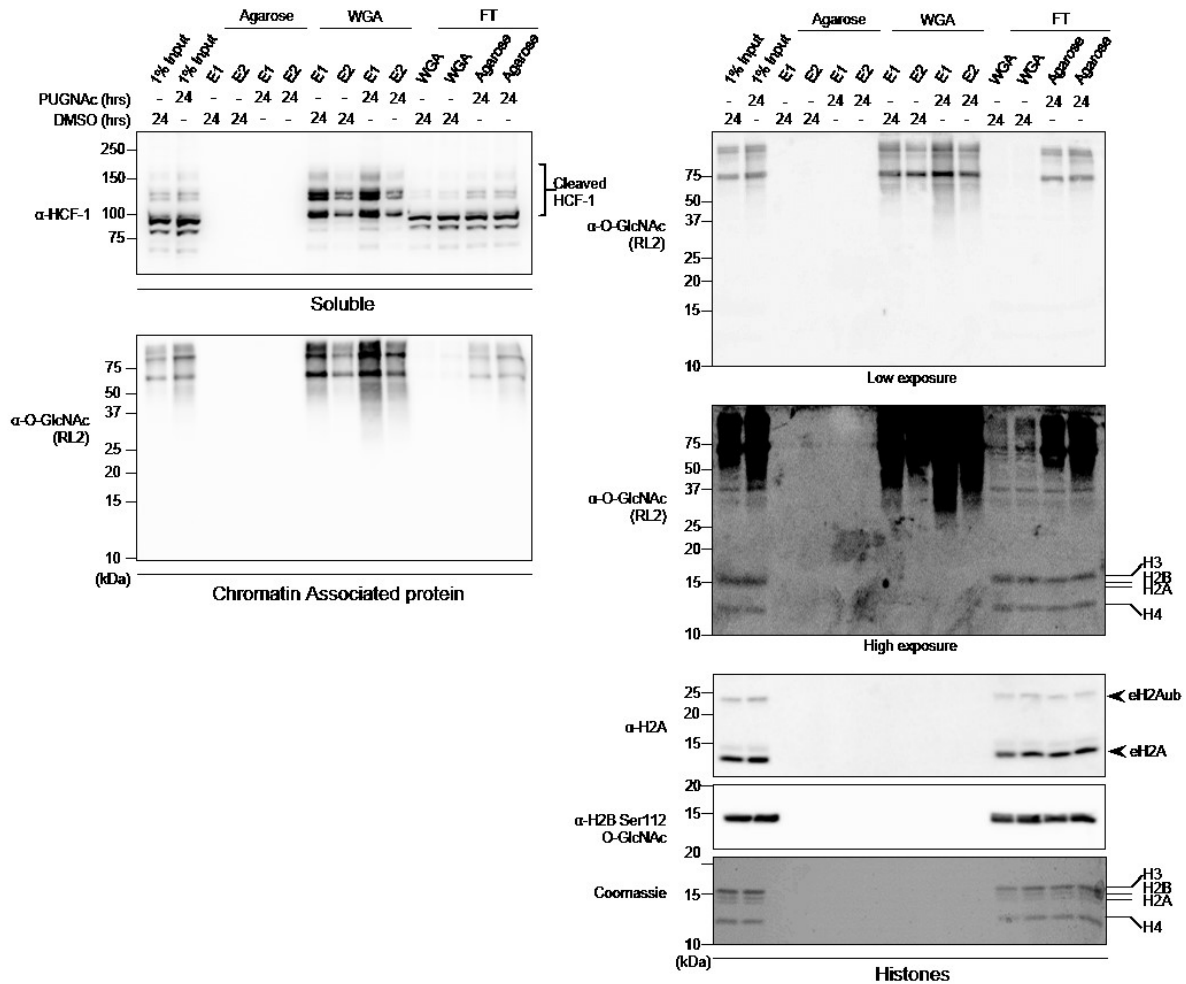 Agarose WGA FT
1% Input 1% Input E1 E2 E1 E2 E1 E2 E1 E2 WGA WGA Agarose Agarose
PUGNAc (hrs) - 24 - - 24 24 - - 24 24 - - 24 24
DMSO (hrs) 24 - 24 24 - - 24 24 - - 24 24 - -
250
150
100
75
α-HCF-1
Cleaved
HCF-1
Soluble
75
50
37
25
20
15
10
(kDa)
α-O-GlcNAc
(RL2)
Chromatin Associated protein
Agarose WGA FT
1% Input 1% Input E1 E2 E1 E2 E1 E2 E1 E2 WGA WGA Agarose Agarose
- 24 - - 24 24 - - 24 24 - - 24 24
24 - 24 24 - - 24 24 - - 24 24 - -
75
50
37
25
20
15
10
α-O-GlcNAc
(RL2)
Low exposure
75
50
37
25
20
15
10
α-O-GlcNAc
(RL2)
H3
H2B
H2A
H4
High exposure
25
20
15
α-H2A
eH2Aub
eH2A
20
15
α-H2B Ser112
O-GlcNAc
20
15
10
(kDa)
Coomassie
H3
H2B
H2A
H4
Histones